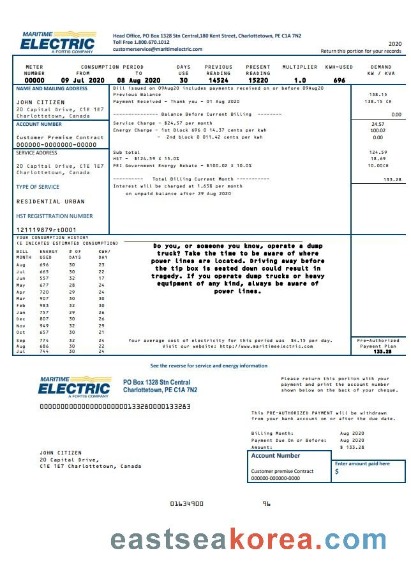 MARITIME
ELECTRIC
A FORTIS COMPANY
Head Office, PO Box 1328 Stn Central,180 Kent Street, Charlottetown, PE C1A 7N2
Toll Free 1.800.670.1012
customerservice@maritimeelectric.com
2020
Return this portion for your records
METER NUMBER CONSUMPTION PERIOD FROM TO DAYS USE PREVIOUS READING PRESENT READING MULTIPLIER KWH-USED DEMAND KW / KVA
00000 09 Jul 2020 08 Aug 2020 30 14524 15220 1.0 696
NAME AND MAILING ADDRESS
JOHN CITIZEN
20 Capital Drive, C1E 1E7
Charlottetown, Canada
ACCOUNT NUMBER
Customer Premise Contract
000000-0000000-00000
SERVICE ADDRESS
20 Capital Drive, C1E 1E7
Charlottetown, Canada
TYPE OF SERVICE
RESIDENTIAL URBAN
HST REGISTRATION NUMBER
121119879-rt0001
Bill issued on 09Aug20 includes payments received on or before 09Aug20
Previous Balance 138.15
Payment Received - Thank you - 01 Aug 2020 138.15 CR
-------- Balance Before Current Billing -------- 0.00
Service Charge - $24.57 per month 24.57
Energy Charge - 1st Block 696 @ 14.37 cents per kwh 100.02
- 2nd block 0 @11.42 cents per kwh 0.00
Sub total 124.59
HST - $124.59 x 15.0% 18.69
PEI Government Energy Rebate - $100.02 x 10.0% 10.00CR
-------- Total Billing Current Month -------- 133.28
Interest will be charged at 1.65% per month
on unpaid balance after 29 Aug 2020
YOUR CONSUMPTION HISTORY
(E INDICATES ESTIMATED CONSUMPTION)
BILL MONTH ENERGY USED # OF DAYS KWH/ DAY
Aug 696 30 23
Jul 665 30 22
Jun 557 32 17
May 677 28 24
Apr 720 29 24
Mar 907 30 30
Feb 983 32 30
Jan 757 29 26
Dec 807 30 26
Nov 949 32 29
Oct 657 30 21
Sep 774 32 24
Aug 686 30 22
Jul 744 30 24
Do you, or someone you know, operate a dump
truck? Take the time to be aware of where
power lines are located. Driving away before
the tip box is seated down could result in
tragedy. If you operate dump trucks or heavy
equipment of any kind, always be aware of
power lines.
Your average cost of electricity for this period was $4.15 per day.
Visit our website: http://www.maritimeelectric.com
Pre-Authorized
Payment Plan
133.28
See the reverse for service and energy information
MARITIME
ELECTRIC
A FORTIS COMPANY
PO Box 1328 Stn Central
Charlottetown, PE C1A 7N2
Please return this portion with your
payment and print the account number
shown below on the back of your check.
This PRE-AUTHORIZED PAYMENT will be withdrawn
from your bank account on or after the due date.
Billing Month: Aug 2020
Payment Due On or Before: Aug 2020
Amount: $ 133.28
JOHN CITIZEN
20 Capital Drive,
C1E 1E7 Charlottetown, Canada
Account Number
Customer premise Contract
000000-000000-0000
Enter amount paid here
$
01634900 96
eastseakorea.com